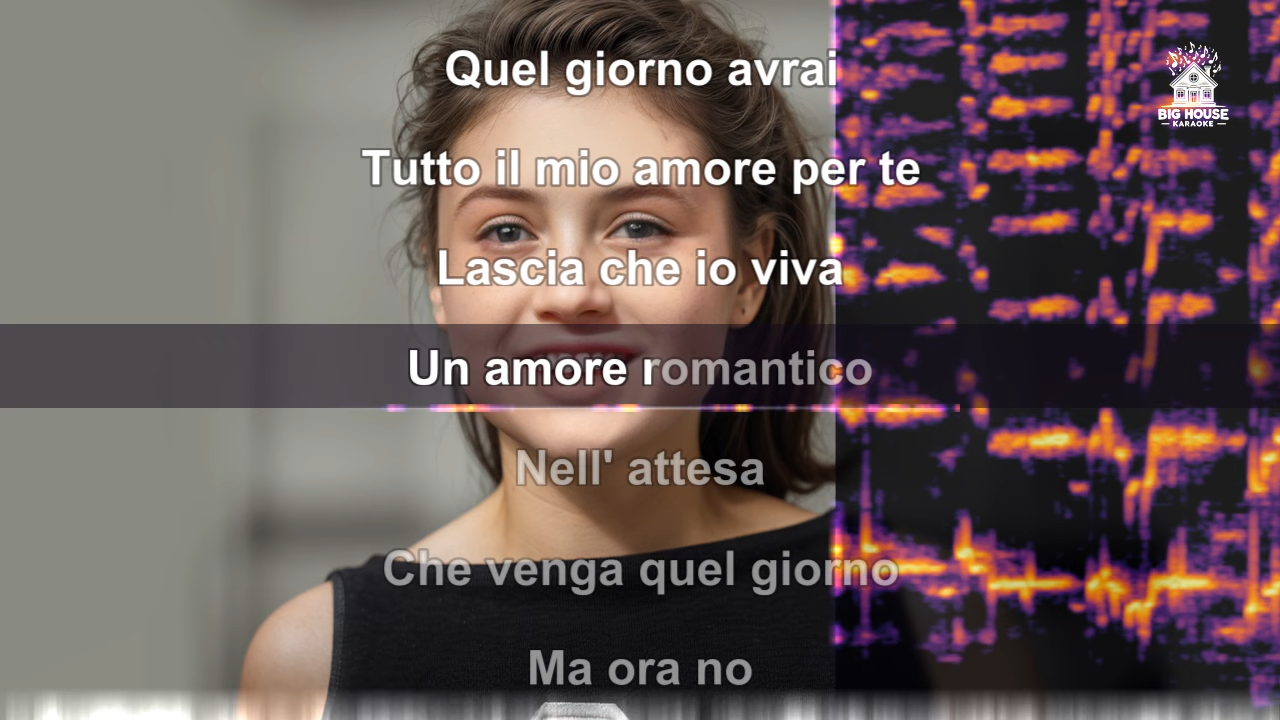 Quel giorno avrai
Tutto il mio amore per te
Lascia che io viva
Un amore romantico
Nell' attesa
Che venga quel giorno
Ma ora no
BIG HOUSE
KARAOKE